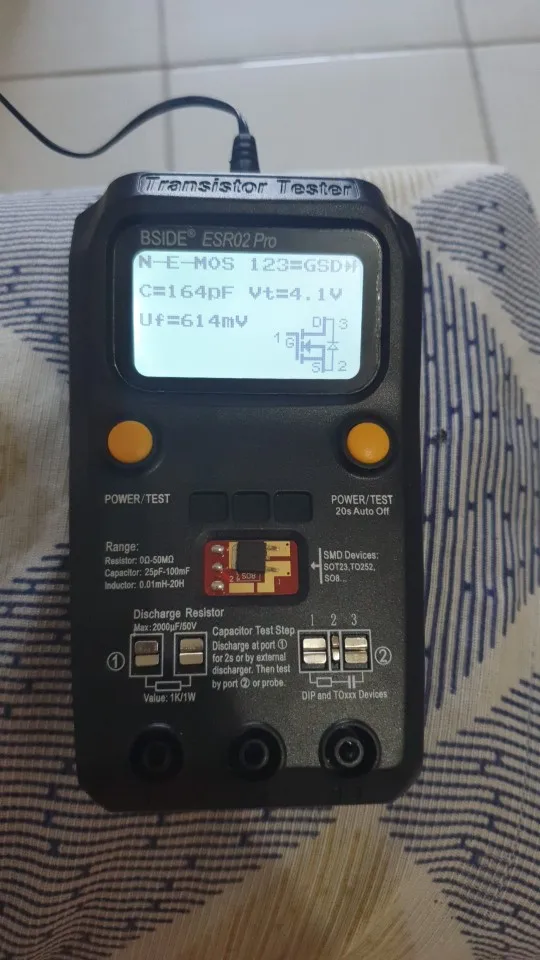 Transistor Tester
BSIDE® ESR02 Pro
N-E-MOS 123=GSD
C=164pF Vt=4.1V
Uf=614mV
D 3
1 G
S 2
POWER/TEST
POWER/TEST
20s Auto Off
Range:
Resistor: 0Ω-50MΩ
Capacitor: 25pF-100mF
Inductor: 0.01mH-20H
SMD Devices:
SOT23,TO252,
SO8...
Discharge Resistor
Max: 2000μF/50V
①
Value: 1K/1W
Capacitor Test Step
Discharge at port ①
for 2s or by external
discharger. Then test
by port ② or probe.
1 2 3
②
DIP and TOxxx Devices